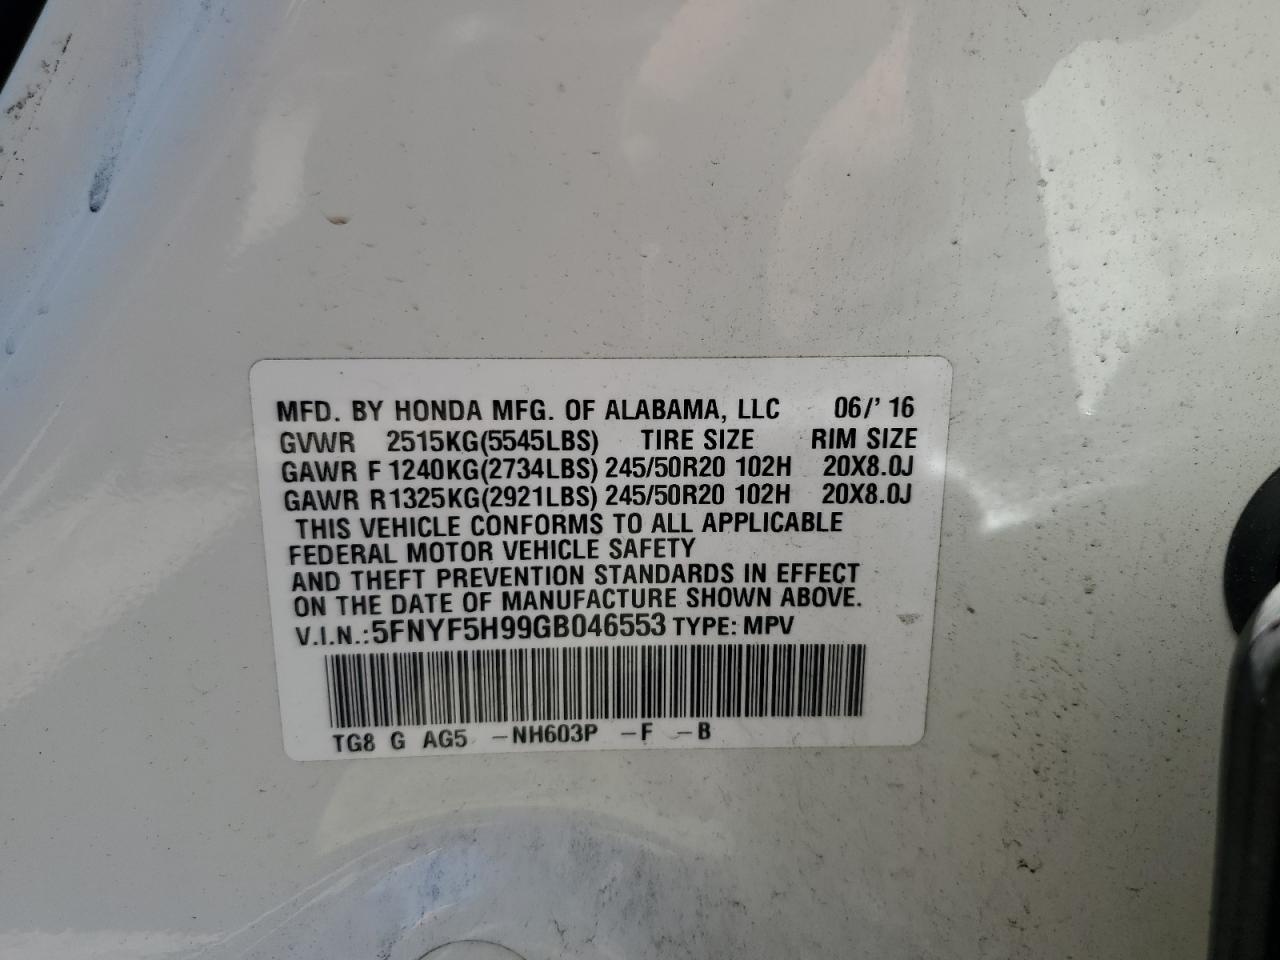 MFD. BY HONDA MFG. OF ALABAMA, LLC 06/' 16
GVWR 2515KG(5545LBS) TIRE SIZE RIM SIZE
GAWR F 1240KG(2734LBS) 245/50R20 102H 20X8.0J
GAWR R1325KG(2921LBS) 245/50R20 102H 20X8.0J
THIS VEHICLE CONFORMS TO ALL APPLICABLE
FEDERAL MOTOR VEHICLE SAFETY
AND THEFT PREVENTION STANDARDS IN EFFECT
ON THE DATE OF MANUFACTURE SHOWN ABOVE.
V.I.N.:5FNYF5H99GB046553 TYPE: MPV
TG8 G AG5 -NH603P -F -B